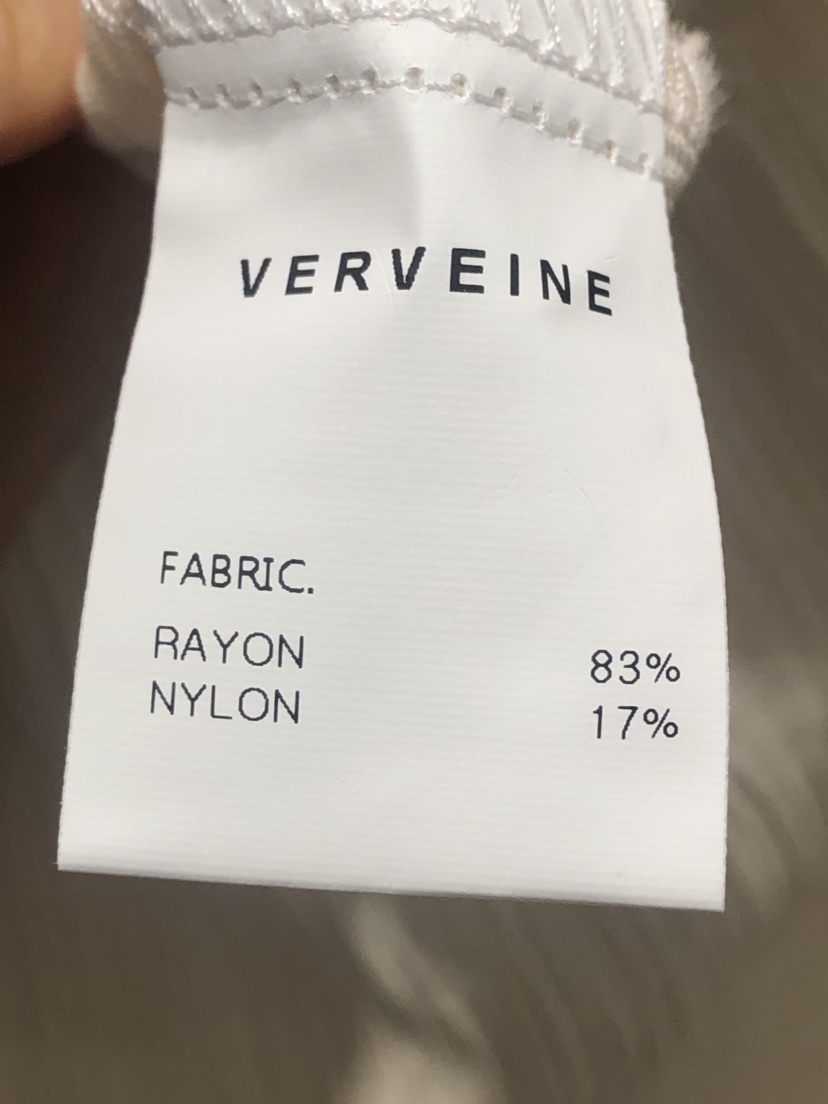 VERVEINE
FABRIC.
RAYON 83%
NYLON 17%